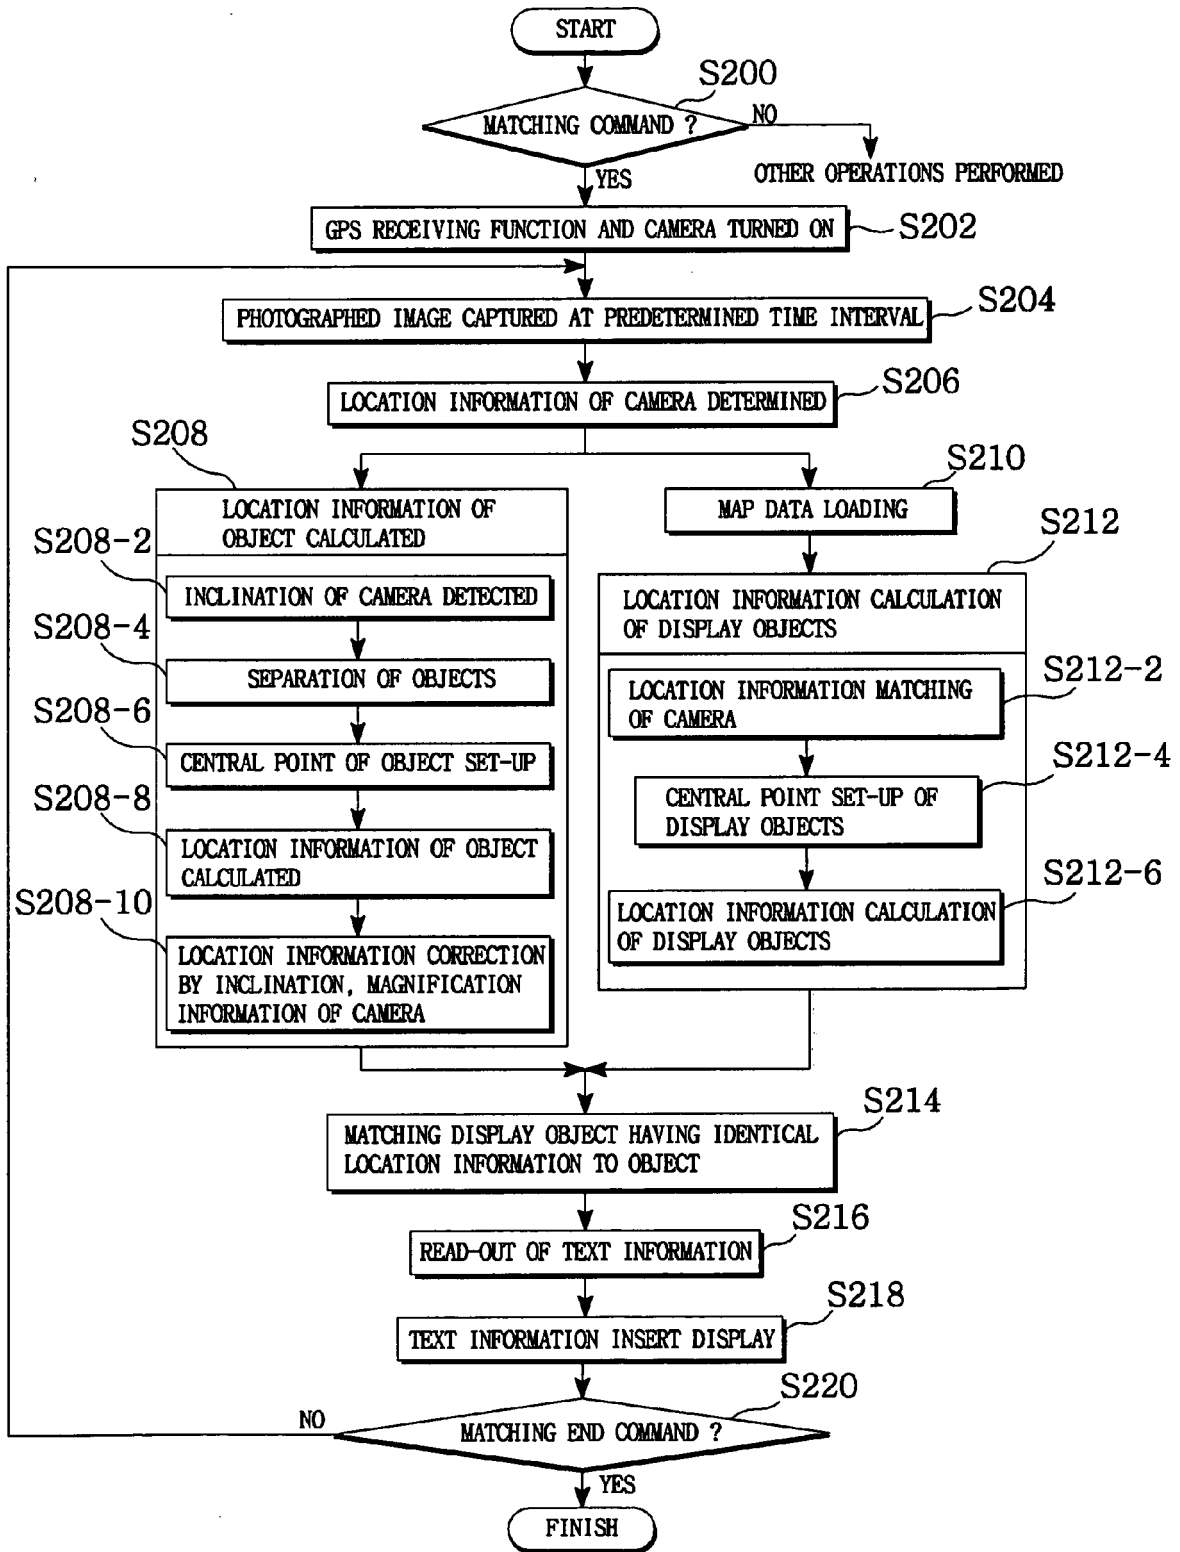 START
S200
MATCHING COMMAND ?
NO
YES
OTHER OPERATIONS PERFORMED
GPS RECEIVING FUNCTION AND CAMERA TURNED ON
S202
PHOTOGRAPHED IMAGE CAPTURED AT PREDETERMINED TIME INTERVAL
S204
LOCATION INFORMATION OF CAMERA DETERMINED
S206
S208
LOCATION INFORMATION OF
OBJECT CALCULATED
S208-2
INCLINATION OF CAMERA DETECTED
S208-4
SEPARATION OF OBJECTS
S208-6
CENTRAL POINT OF OBJECT SET-UP
S208-8
LOCATION INFORMATION OF OBJECT
CALCULATED
S208-10
LOCATION INFORMATION CORRECTION
BY INCLINATION, MAGNIFICATION
INFORMATION OF CAMERA
S210
MAP DATA LOADING
S212
LOCATION INFORMATION CALCULATION
OF DISPLAY OBJECTS
S212-2
LOCATION INFORMATION MATCHING
OF CAMERA
S212-4
CENTRAL POINT SET-UP OF
DISPLAY OBJECTS
S212-6
LOCATION INFORMATION CALCULATION
OF DISPLAY OBJECTS
S214
MATCHING DISPLAY OBJECT HAVING IDENTICAL
LOCATION INFORMATION TO OBJECT
S216
READ-OUT OF TEXT INFORMATION
S218
TEXT INFORMATION INSERT DISPLAY
S220
MATCHING END COMMAND ?
NO
YES
FINISH